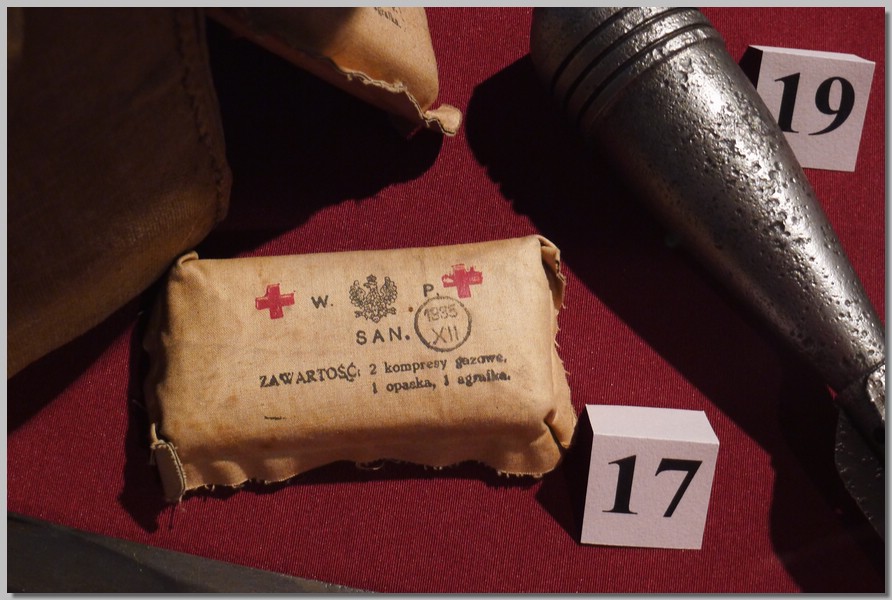 19
W. P.
1935
XII
SAN.
ZAWARTOŚĆ: 2 kompresy gazowe,
1 opaska, 1 agrafka.
17